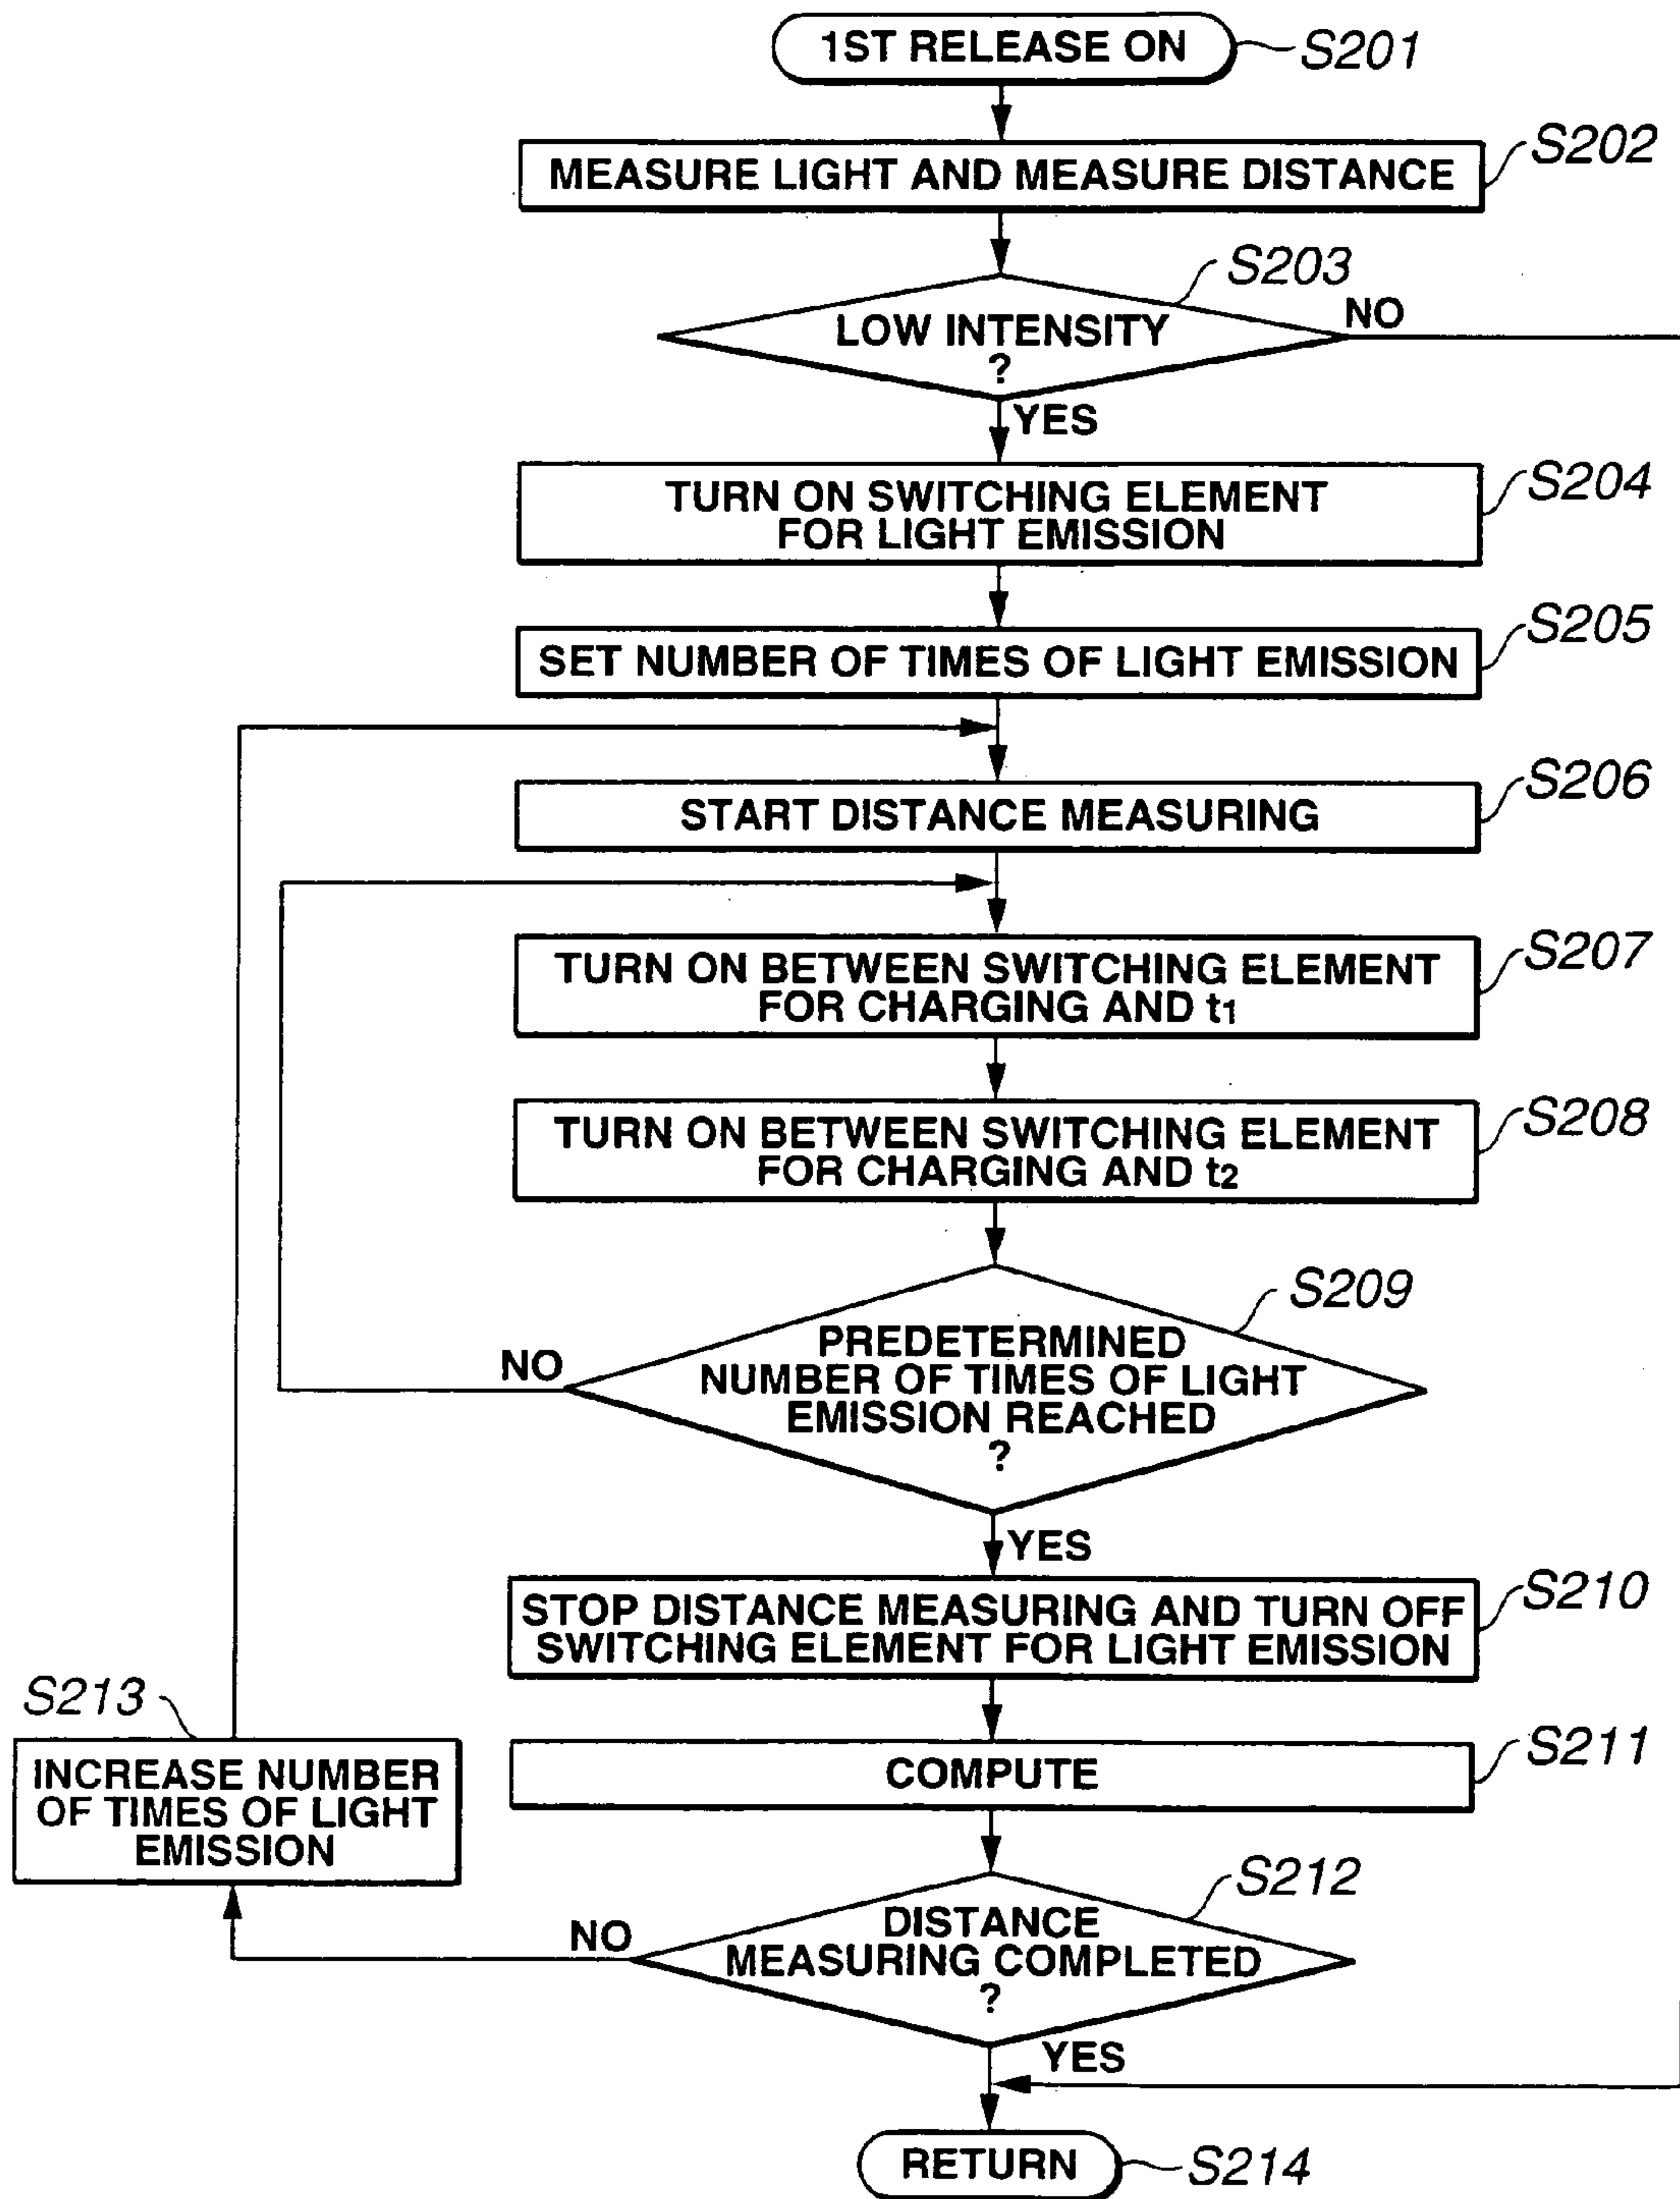 1ST RELEASE ON
S201
MEASURE LIGHT AND MEASURE DISTANCE
S202
S203
LOW INTENSITY
?
NO
YES
TURN ON SWITCHING ELEMENT
FOR LIGHT EMISSION
S204
SET NUMBER OF TIMES OF LIGHT EMISSION
S205
START DISTANCE MEASURING
S206
TURN ON BETWEEN SWITCHING ELEMENT
FOR CHARGING AND t1
S207
TURN ON BETWEEN SWITCHING ELEMENT
FOR CHARGING AND t2
S208
S209
PREDETERMINED
NUMBER OF TIMES OF LIGHT
EMISSION REACHED
?
NO
YES
STOP DISTANCE MEASURING AND TURN OFF
SWITCHING ELEMENT FOR LIGHT EMISSION
S210
COMPUTE
S211
S212
DISTANCE
MEASURING COMPLETED
?
NO
YES
S213
INCREASE NUMBER
OF TIMES OF LIGHT
EMISSION
RETURN
S214